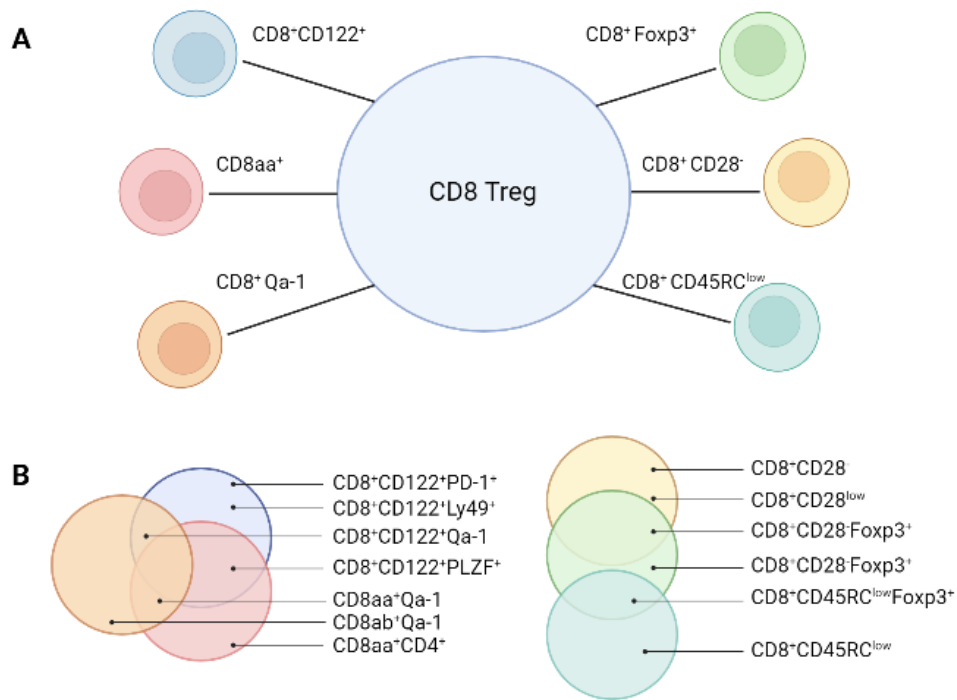 A
CD8⁺CD122⁺
CD8⁺Foxp3⁺
CD8aa⁺
CD8 Treg
CD8⁺ CD28⁻
CD8⁺ Qa-1
CD8⁺ CD45RCˡᵒʷ
B
CD8⁺CD122⁺PD-1⁺
CD8⁺CD122⁺Ly49⁺
CD8⁺CD122⁺Qa-1
CD8⁺CD122⁺PLZF⁺
CD8aa⁺Qa-1
CD8ab⁺Qa-1
CD8aa⁺CD4⁺
CD8⁺CD28⁻
CD8⁺CD28ˡᵒʷ
CD8⁺CD28⁻Foxp3⁺
CD8⁺CD28⁻Foxp3⁺
CD8⁺CD45RCˡᵒʷFoxp3⁺
CD8⁺CD45RCˡᵒʷ